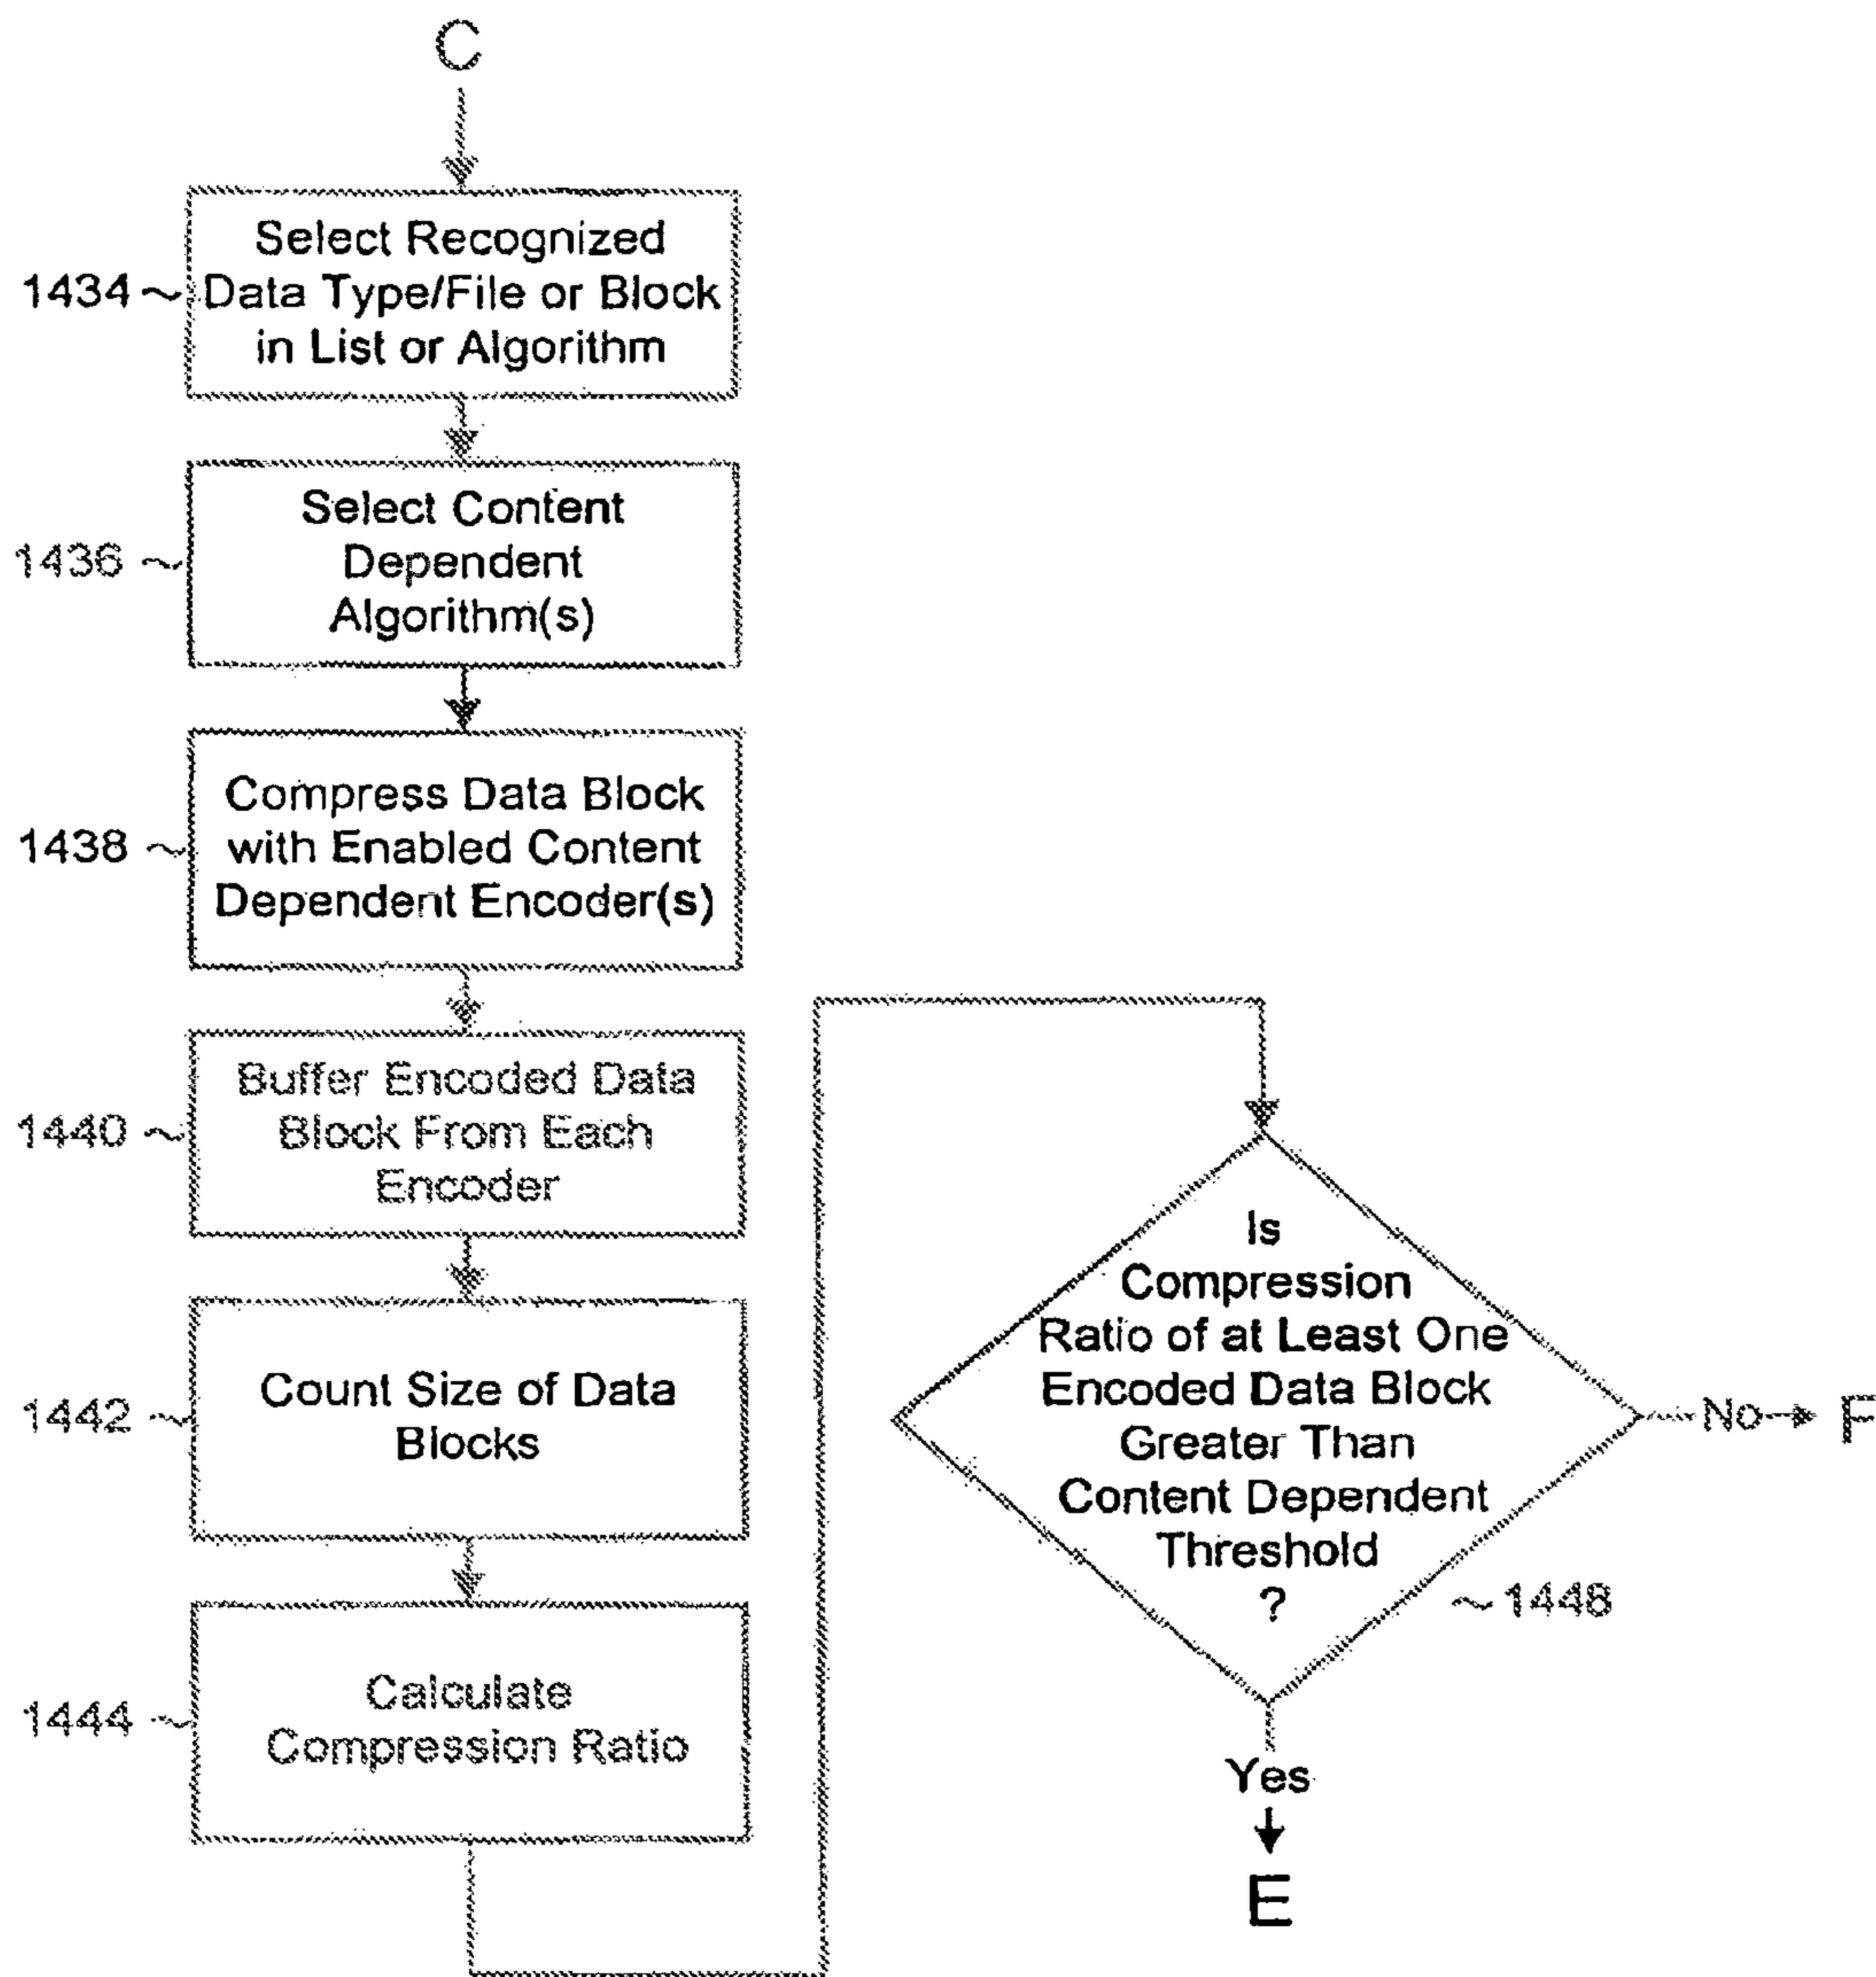 C
Select Recognized
1434 ~ Data Type/File or Block
in List or Algorithm
Select Content
1436 ~ Dependent
Algorithm(s)
Compress Data Block
1438 ~ with Enabled Content
Dependent Encoder(s)
Buffer Encoded Data
1440 ~ Block From Each
Encoder
1442 ~ Count Size of Data
Blocks
1444 ~ Calculate
Compression Ratio
Is
Compression
Ratio of at Least One
Encoded Data Block
Greater Than
Content Dependent
Threshold
?
~ 1448
No
F
Yes
E